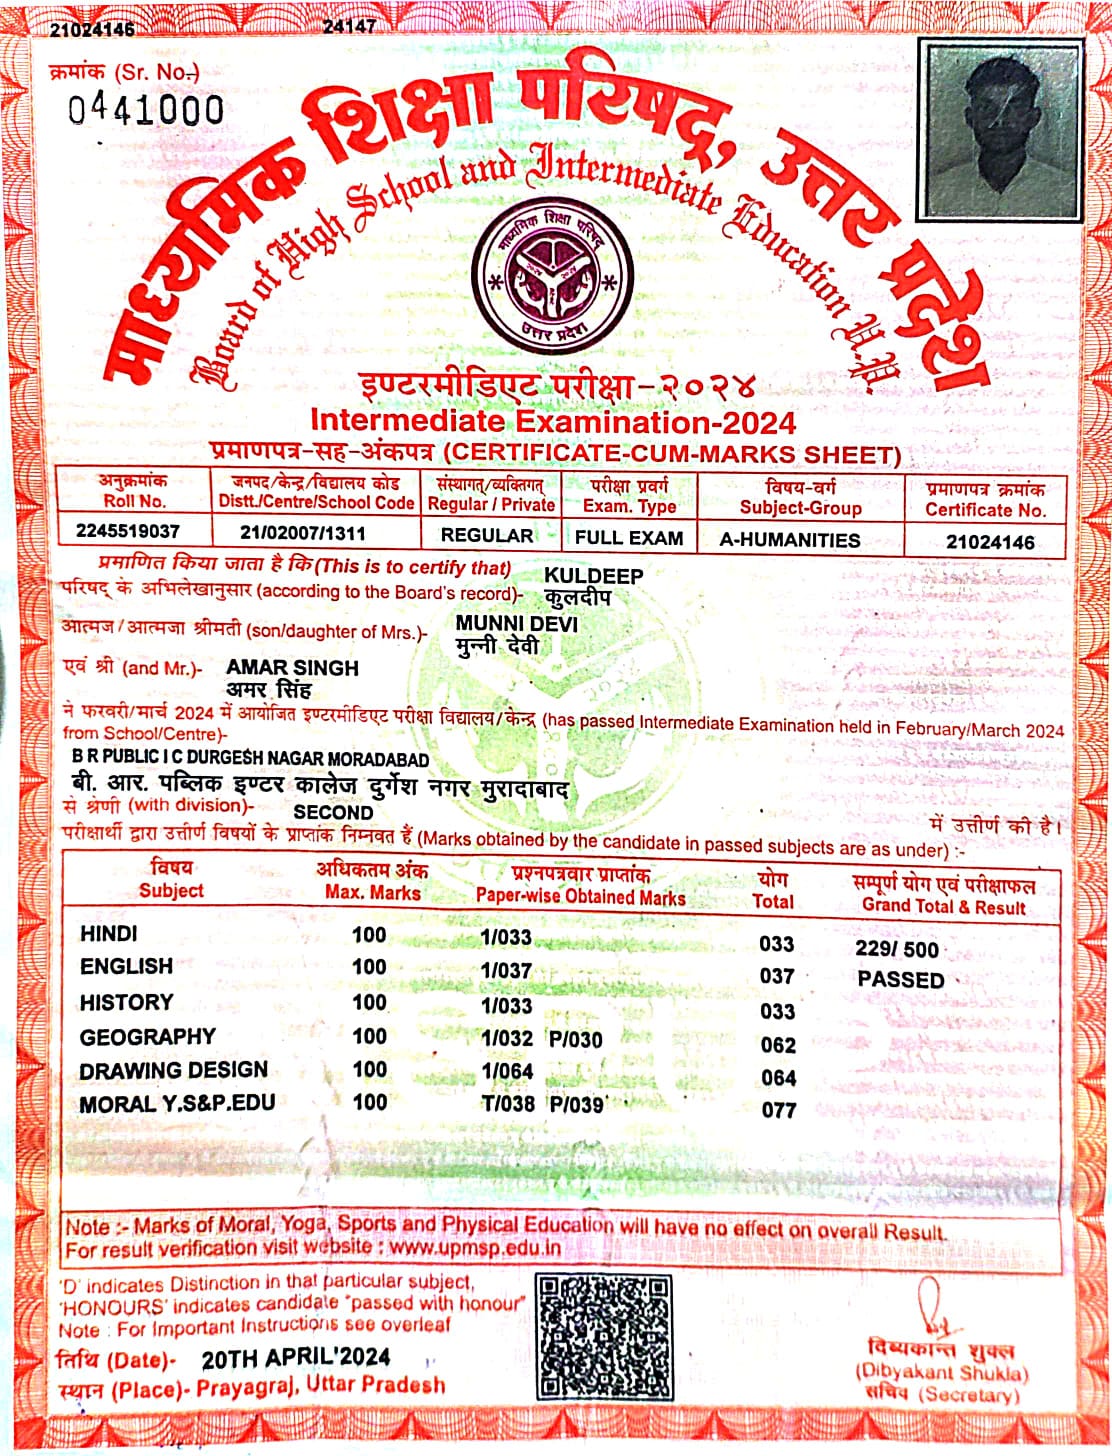 21024146 24147
क्रमांक (Sr. No.)
0441000
माध्यमिक शिक्षा परिषद्, उत्तर प्रदेश
Board of High School and Intermediate Education U.P.
माध्यमिक शिक्षा परिषद
उत्तर प्रदेश
इण्टरमीडिएट परीक्षा-२०२४
Intermediate Examination-2024
प्रमाणपत्र-सह-अंकपत्र (CERTIFICATE-CUM-MARKS SHEET)
अनुक्रमांक जनपद/केन्द्र/विद्यालय कोड संस्थागत्/व्यक्तिगत् परीक्षा प्रवर्ग विषय-वर्ग प्रमाणपत्र क्रमांक
Roll No. Distt./Centre/School Code Regular / Private Exam. Type Subject-Group Certificate No.
2245519037 21/02007/1311 REGULAR FULL EXAM A-HUMANITIES 21024146
प्रमाणित किया जाता है कि (This is to certify that) KULDEEP
परिषद् के अभिलेखानुसार (according to the Board's record)- कुलदीप
आत्मज/आत्मजा श्रीमती (son/daughter of Mrs.)- MUNNI DEVI
मुन्नी देवी
एवं श्री (and Mr.)- AMAR SINGH
अमर सिंह
ने फरवरी/मार्च 2024 में आयोजित इण्टरमीडिएट परीक्षा विद्यालय/केन्द्र (has passed Intermediate Examination held in February/March 2024
from School/Centre)-
B R PUBLIC I C DURGESH NAGAR MORADABAD
बी. आर. पब्लिक इण्टर कालेज दुर्गेश नगर मुरादाबाद
से श्रेणी (with division)- SECOND में उत्तीर्ण की है।
परीक्षार्थी द्वारा उत्तीर्ण विषयों के प्राप्तांक निम्नवत हैं (Marks obtained by the candidate in passed subjects are as under) :-
विषय अधिकतम अंक प्रश्नपत्रवार प्राप्तांक योग सम्पूर्ण योग एवं परीक्षाफल
Subject Max. Marks Paper-wise Obtained Marks Total Grand Total & Result
HINDI 100 1/033 033 229/ 500
ENGLISH 100 1/037 037 PASSED
HISTORY 100 1/033 033
GEOGRAPHY 100 1/032 P/030 062
DRAWING DESIGN 100 1/064 064
MORAL Y.S&P.EDU 100 T/038 P/039 077
Note :- Marks of Moral, Yoga, Sports and Physical Education will have no effect on overall Result.
For result verification visit website : www.upmsp.edu.in
'D' indicates Distinction in that particular subject,
'HONOURS' indicates candidate "passed with honour"
Note : For Important Instructions see overleaf
तिथि (Date)- 20TH APRIL'2024
स्थान (Place)- Prayagraj, Uttar Pradesh
दिब्यकान्त शुक्ल
(Dibyakant Shukla)
सचिव (Secretary)